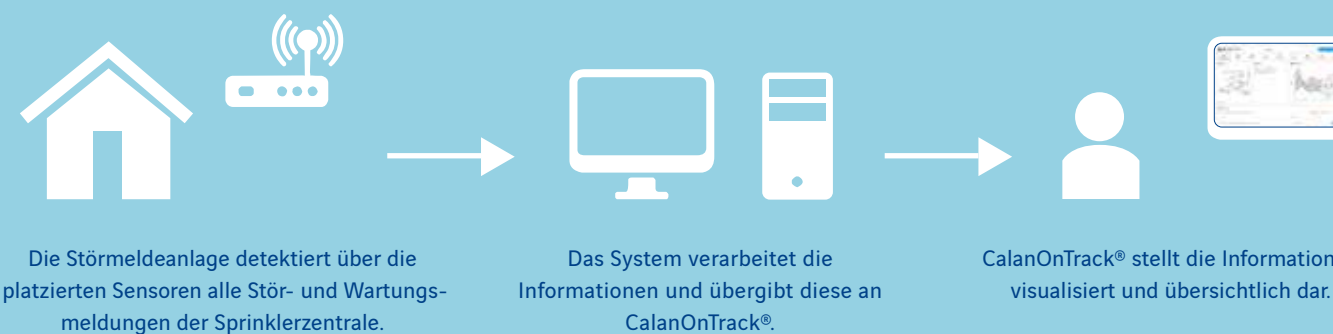 Die Störmeldeanlage detektiert über die
platzierten Sensoren alle Stör- und Wartungs-
meldungen der Sprinklerzentrale.
Das System verarbeitet die
Informationen und übergibt diese an
CalanOnTrack®.
CalanOnTrack® stellt die Information
visualisiert und übersichtlich dar.